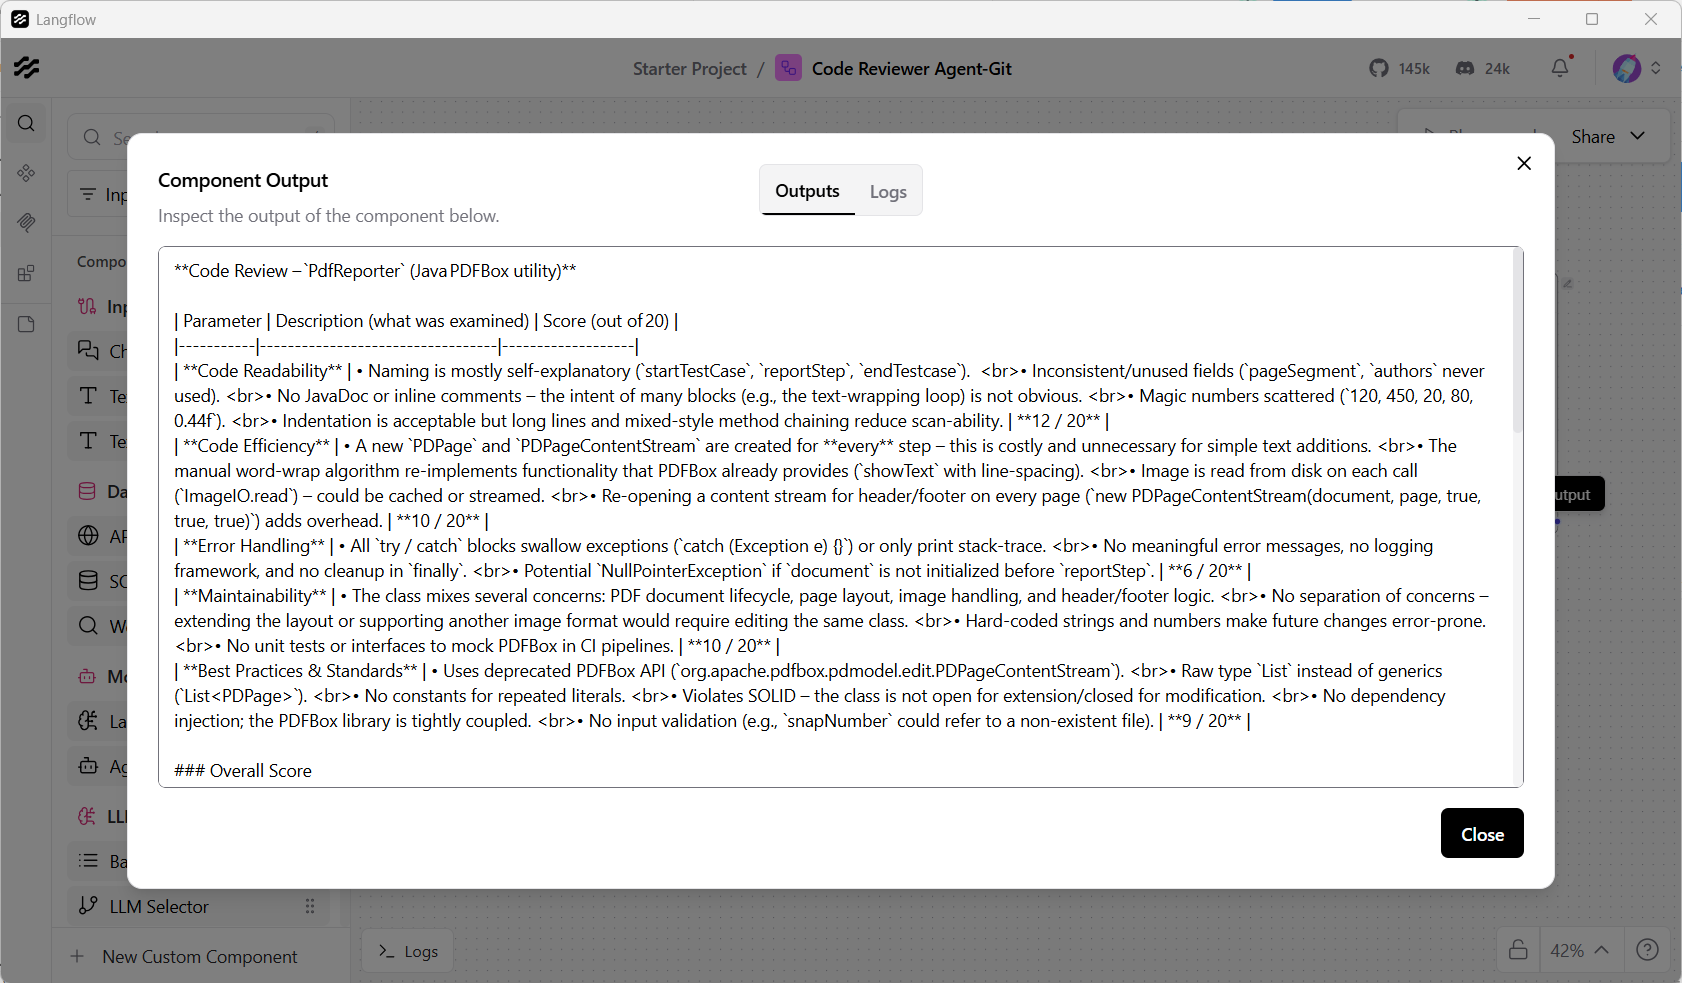 Langflow
Starter Project / Code Reviewer Agent-Git
145k
24k
Share
Component Output
Outputs
Logs
Inspect the output of the component below.
**Code Review – `PdfReporter` (Java PDFBox utility)**
| Parameter | Description (what was examined) | Score (out of 20) |
|-----------|----------------------------------|-------------------|
| **Code Readability** | • Naming is mostly self-explanatory (`startTestCase`, `reportStep`, `endTestcase`).  <br>• Inconsistent/unused fields (`pageSegment`, `authors` never
used). <br>• No JavaDoc or inline comments – the intent of many blocks (e.g., the text-wrapping loop) is not obvious. <br>• Magic numbers scattered (`120, 450, 20, 80,
0.44f`). <br>• Indentation is acceptable but long lines and mixed-style method chaining reduce scan-ability. | **12 / 20** |
| **Code Efficiency** | • A new `PDPage` and `PDPageContentStream` are created for **every** step – this is costly and unnecessary for simple text additions. <br>• The
manual word-wrap algorithm re-implements functionality that PDFBox already provides (`showText` with line-spacing). <br>• Image is read from disk on each call
(`ImageIO.read`) – could be cached or streamed. <br>• Re-opening a content stream for header/footer on every page (`new PDPageContentStream(document, page, true,
true, true)`) adds overhead. | **10 / 20** |
| **Error Handling** | • All `try / catch` blocks swallow exceptions (`catch (Exception e) {}`) or only print stack-trace. <br>• No meaningful error messages, no logging
framework, and no cleanup in `finally`. <br>• Potential `NullPointerException` if `document` is not initialized before `reportStep`. | **6 / 20** |
| **Maintainability** | • The class mixes several concerns: PDF document lifecycle, page layout, image handling, and header/footer logic. <br>• No separation of concerns –
extending the layout or supporting another image format would require editing the same class. <br>• Hard-coded strings and numbers make future changes error-prone.
<br>• No unit tests or interfaces to mock PDFBox in CI pipelines. | **10 / 20** |
| **Best Practices & Standards** | • Uses deprecated PDFBox API (`org.apache.pdfbox.pdmodel.edit.PDPageContentStream`). <br>• Raw type `List` instead of generics
(`List<PDPage>`). <br>• No constants for repeated literals. <br>• Violates SOLID – the class is not open for extension/closed for modification. <br>• No dependency
injection; the PDFBox library is tightly coupled. <br>• No input validation (e.g., `snapNumber` could refer to a non-existent file). | **9 / 20** |
### Overall Score
Close
LLM Selector
New Custom Component
Logs
42%